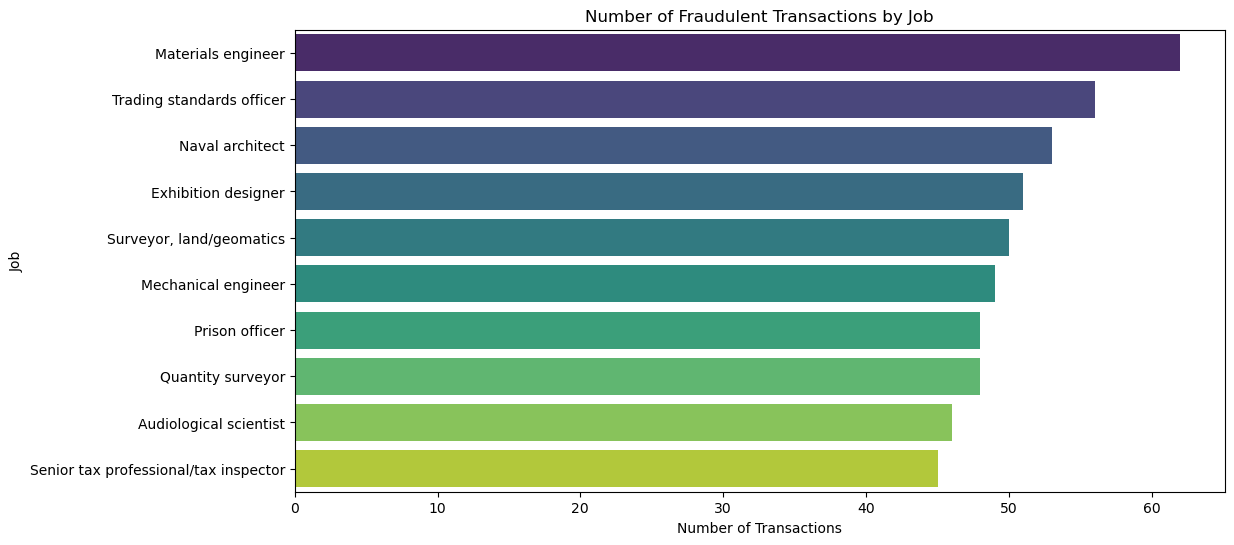 Number of Fraudulent Transactions by Job
Job
Materials engineer
Trading standards officer
Naval architect
Exhibition designer
Surveyor, land/geomatics
Mechanical engineer
Prison officer
Quantity surveyor
Audiological scientist
Senior tax professional/tax inspector
0 10 20 30 40 50 60
Number of Transactions